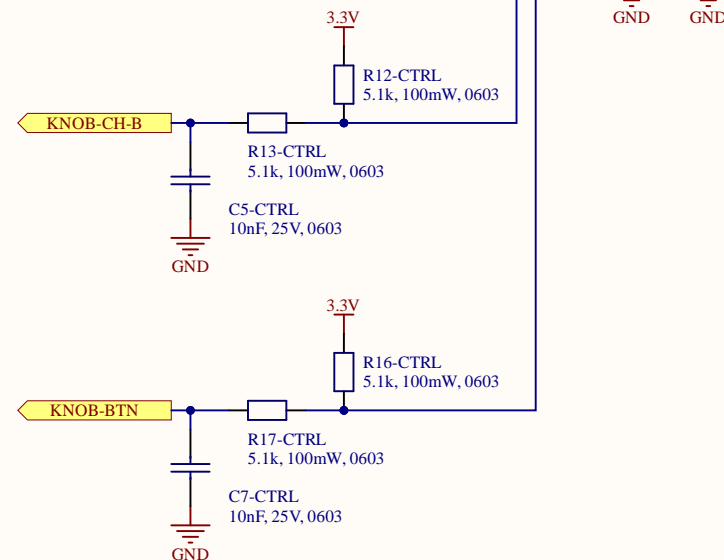 GND
GND
3.3V
R12-CTRL
5.1k, 100mW, 0603
KNOB-CH-B
R13-CTRL
5.1k, 100mW, 0603
C5-CTRL
10nF, 25V, 0603
GND
3.3V
R16-CTRL
5.1k, 100mW, 0603
KNOB-BTN
R17-CTRL
5.1k, 100mW, 0603
C7-CTRL
10nF, 25V, 0603
GND